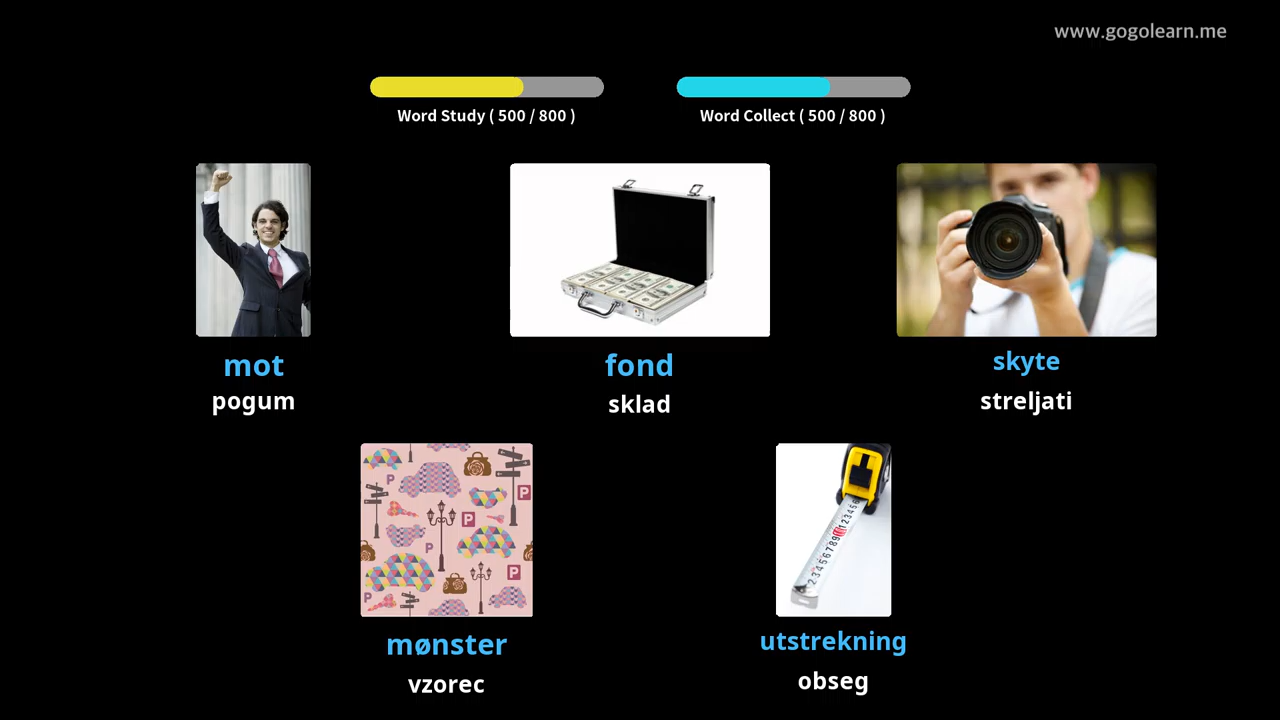 www.gogolearn.me
Word Study ( 500 / 800 )
Word Collect ( 500 / 800 )
mot
pogum
fond
sklad
skyte
streljati
P
P
P
P
P
P
mønster
vzorec
utstrekning
obseg